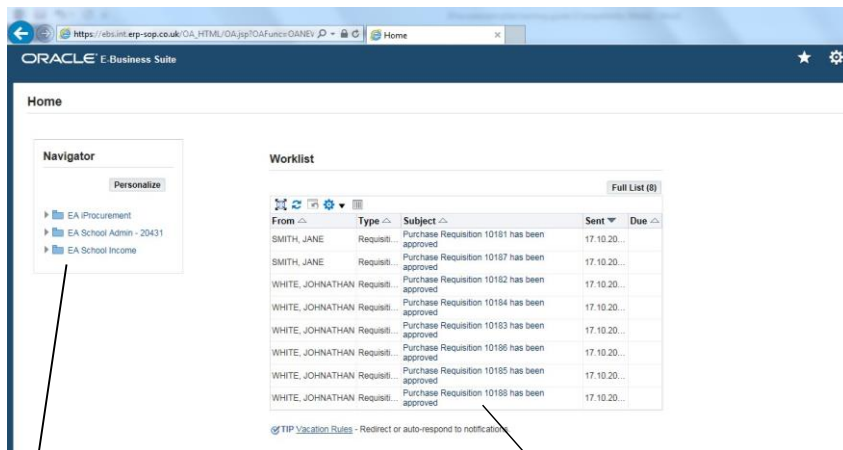 https://ebs.int.erp-sop.co.uk/OA_HTML/OA.jsp?OAFunc=OANEV
Home
ORACLE E-Business Suite
Home
Navigator
Personalize
EA iProcurement
EA School Admin - 20431
EA School Income
Worklist
Full List (8)
From Type Subject Sent Due
SMITH, JANE Requisiti... Purchase Requisition 10181 has been approved 17.10.20...
SMITH, JANE Requisiti... Purchase Requisition 10187 has been approved 17.10.20...
WHITE, JOHNATHAN Requisiti... Purchase Requisition 10182 has been approved 17.10.20...
WHITE, JOHNATHAN Requisiti... Purchase Requisition 10184 has been approved 17.10.20...
WHITE, JOHNATHAN Requisiti... Purchase Requisition 10183 has been approved 17.10.20...
WHITE, JOHNATHAN Requisiti... Purchase Requisition 10186 has been approved 17.10.20...
WHITE, JOHNATHAN Requisiti... Purchase Requisition 10185 has been approved 17.10.20...
WHITE, JOHNATHAN Requisiti... Purchase Requisition 10188 has been approved 17.10.20...
TIP Vacation Rules - Redirect or auto-respond to notifications.